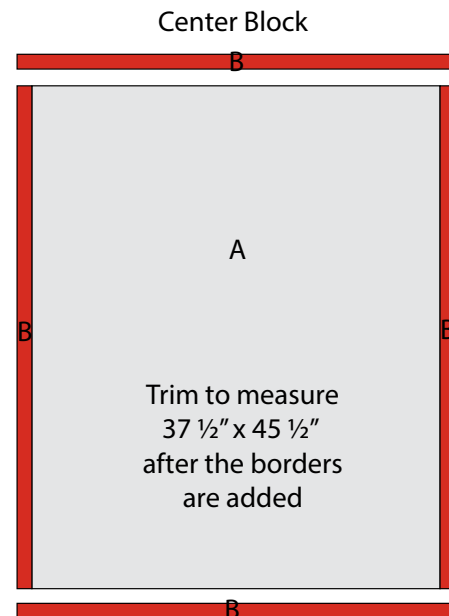 Center Block
B
A
B
B
Trim to measure
37 ½” x 45 ½”
after the borders
are added
B